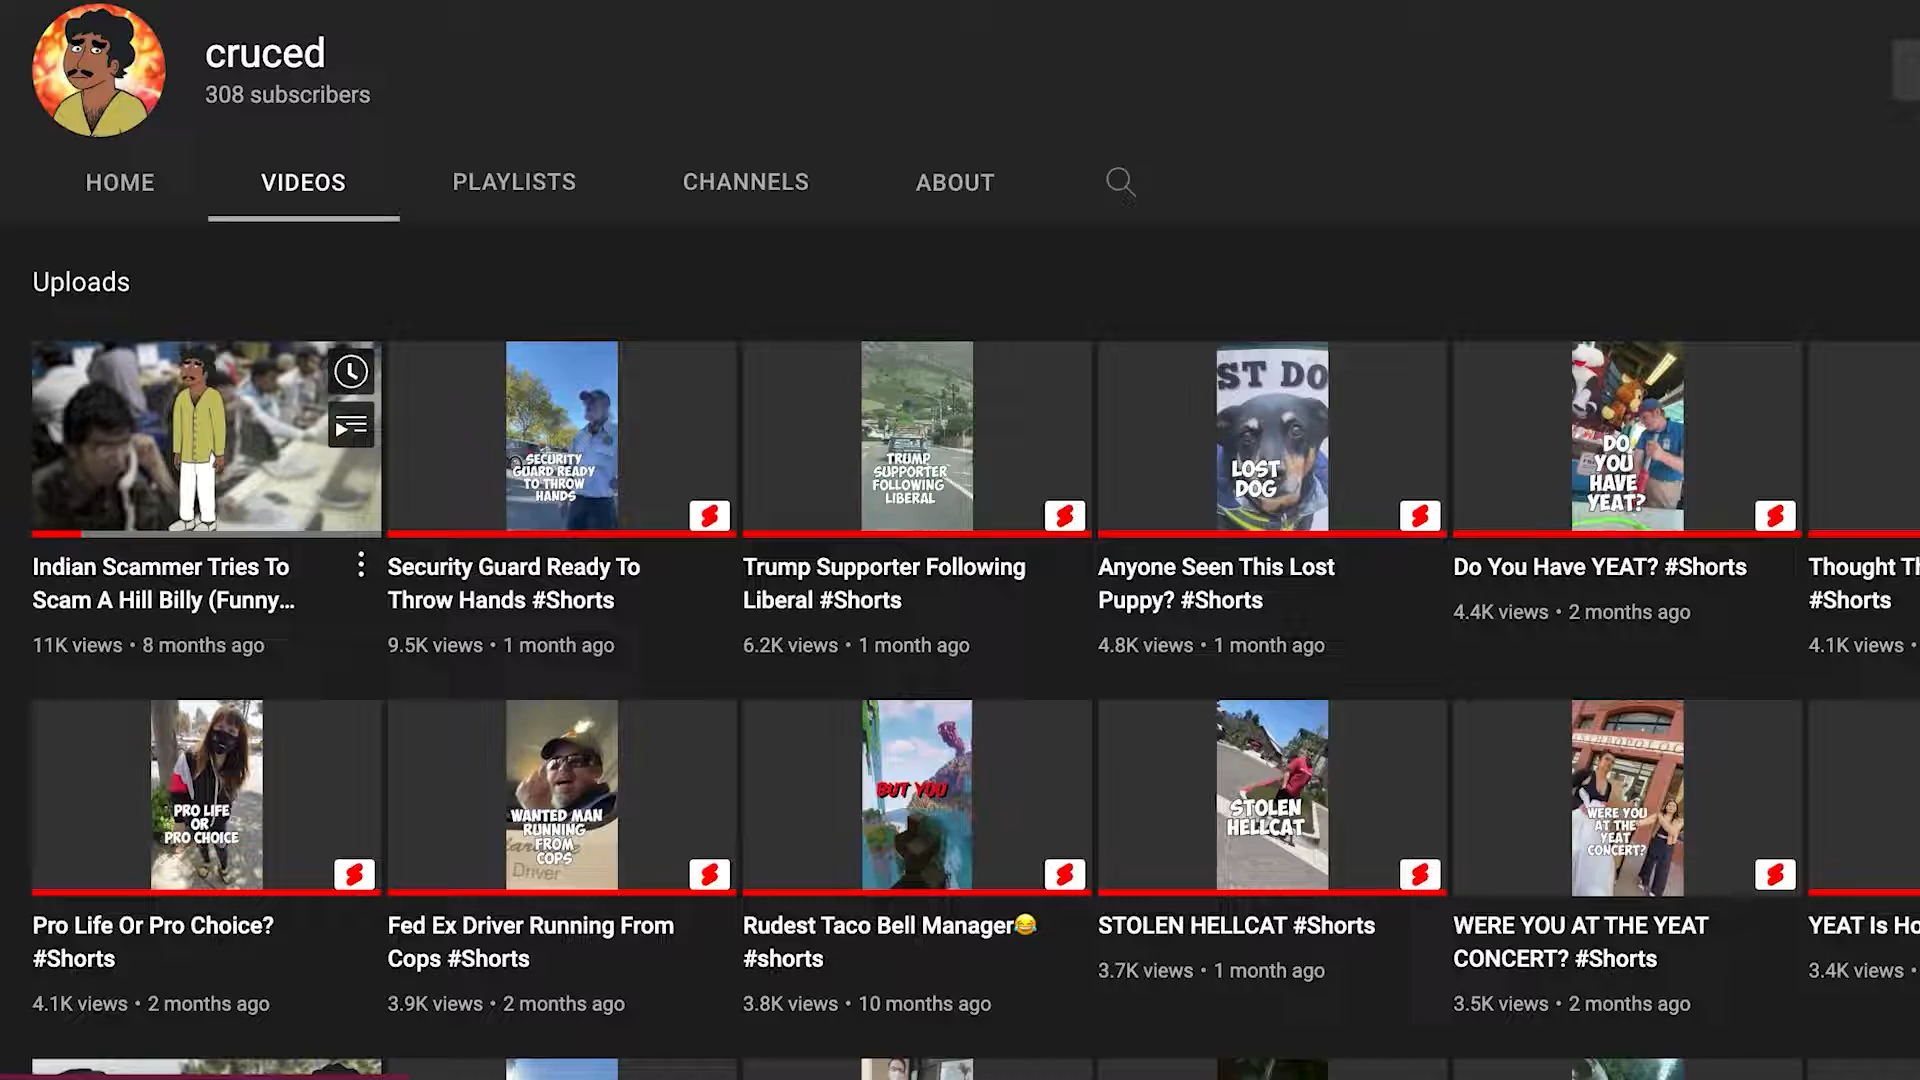 cruced
308 subscribers
HOME
VIDEOS
PLAYLISTS
CHANNELS
ABOUT
Uploads
SECURITY
GUARD READY
TO THROW
HANDS
TRUMP
SUPPORTER
FOLLOWING
LIBERAL
ST DO
LOST
DOG
DO
YOU
HAVE
YEAT?
Indian Scammer Tries To
Scam A Hill Billy (Funny...
11K views • 8 months ago
Security Guard Ready To
Throw Hands #Shorts
9.5K views • 1 month ago
Trump Supporter Following
Liberal #Shorts
6.2K views • 1 month ago
Anyone Seen This Lost
Puppy? #Shorts
4.8K views • 1 month ago
Do You Have YEAT? #Shorts
4.4K views • 2 months ago
Thought
#Shorts
4.1K views •
PRO LIFE
OR
PRO CHOICE
WANTED MAN
RUNNING
FROM
COPS
Driver
BUT YOU
STOLEN
HELLCAT
WERE YOU
AT THE
YEAT
CONCERT?
Pro Life Or Pro Choice?
#Shorts
4.1K views • 2 months ago
Fed Ex Driver Running From
Cops #Shorts
3.9K views • 2 months ago
Rudest Taco Bell Manager😂
#shorts
3.8K views • 10 months ago
STOLEN HELLCAT #Shorts
3.7K views • 1 month ago
WERE YOU AT THE YEAT
CONCERT? #Shorts
3.5K views • 2 months ago
YEAT Is Ho
3.4K views •